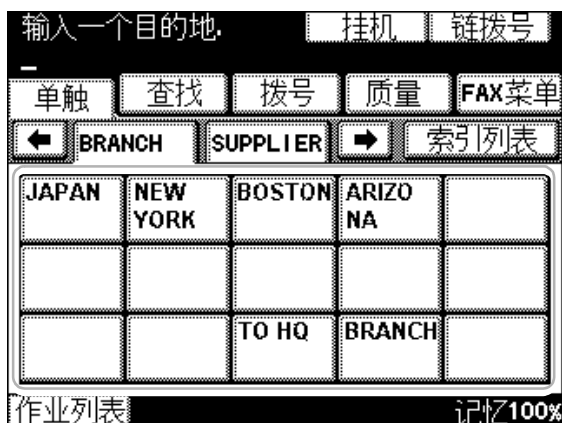 输入一个目的地. 挂机 链拨号
单触 查找 拨号 质量 FAX菜单
BRANCH SUPPLIER 索引列表
JAPAN NEW YORK BOSTON ARIZONA
TO HQ BRANCH
作业列表 记忆100%